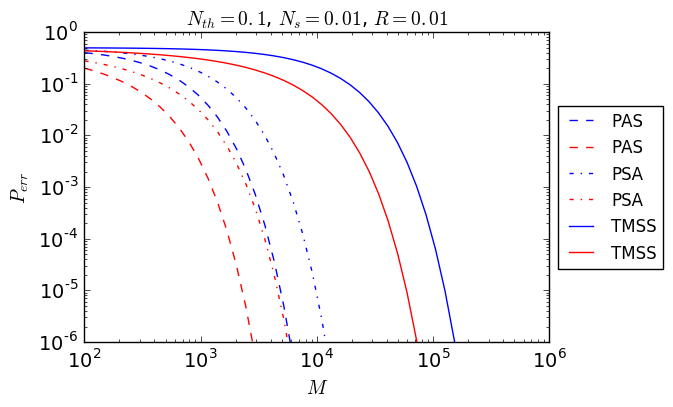 N_th = 0.1, N_s = 0.01, R = 0.01
10^0
10^-1
10^-2
10^-3
10^-4
10^-5
10^-6
P_err
10^2
10^3
10^4
10^5
10^6
M
PAS
PAS
PSA
PSA
TMSS
TMSS